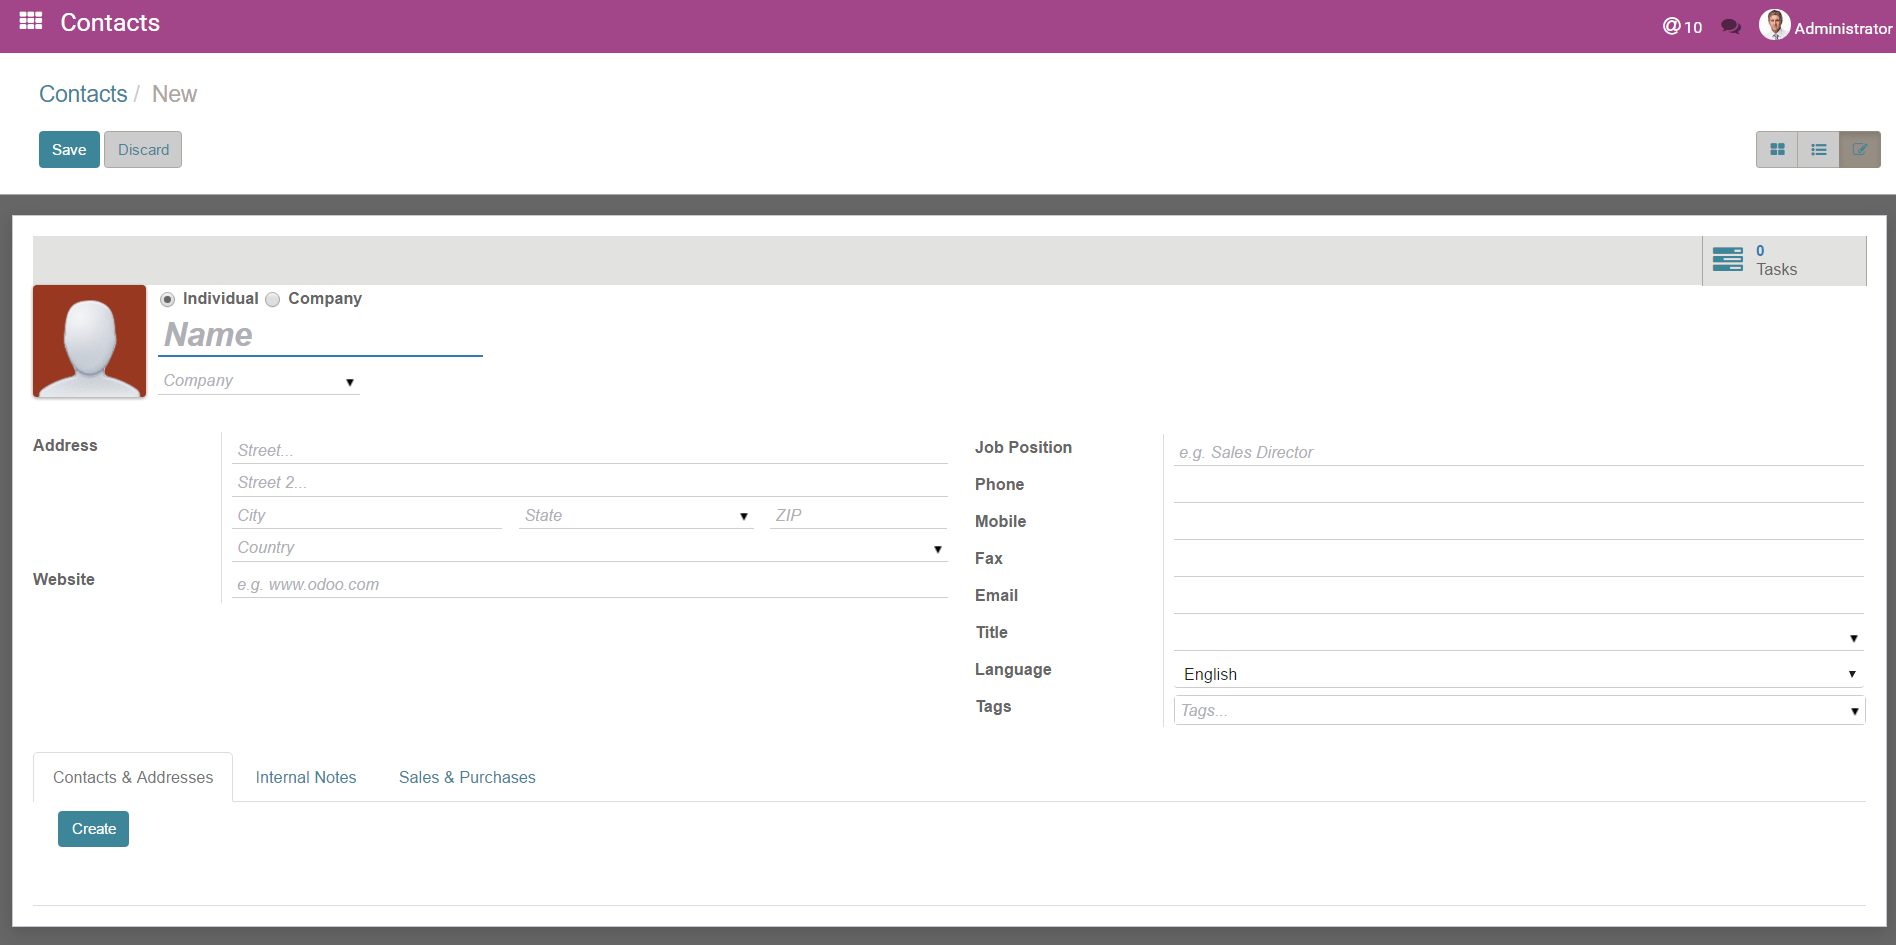 Contacts
@10 Administrator
Contacts / New
Save Discard
0
Tasks
Individual Company
Name
Company
Address
Street...
Street 2...
City State ZIP
Country
Website e.g. www.odoo.com
Job Position e.g. Sales Director
Phone
Mobile
Fax
Email
Title
Language English
Tags Tags...
Contacts & Addresses Internal Notes Sales & Purchases
Create